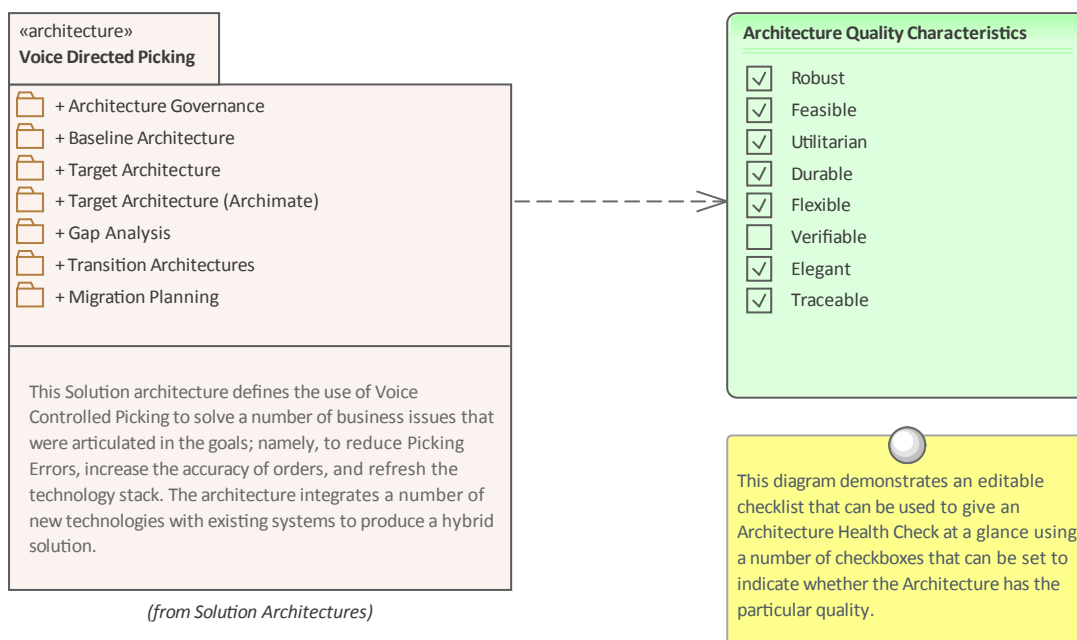 «architecture»
Voice Directed Picking
+ Architecture Governance
+ Baseline Architecture
+ Target Architecture
+ Target Architecture (Archimate)
+ Gap Analysis
+ Transition Architectures
+ Migration Planning
This Solution architecture defines the use of Voice
Controlled Picking to solve a number of business issues that
were articulated in the goals; namely, to reduce Picking
Errors, increase the accuracy of orders, and refresh the
technology stack. The architecture integrates a number of
new technologies with existing systems to produce a hybrid
solution.
(from Solution Architectures)
Architecture Quality Characteristics
Robust
Feasible
Utilitarian
Durable
Flexible
Verifiable
Elegant
Traceable
This diagram demonstrates an editable
checklist that can be used to give an
Architecture Health Check at a glance using
a number of checkboxes that can be set to
indicate whether the Architecture has the
particular quality.